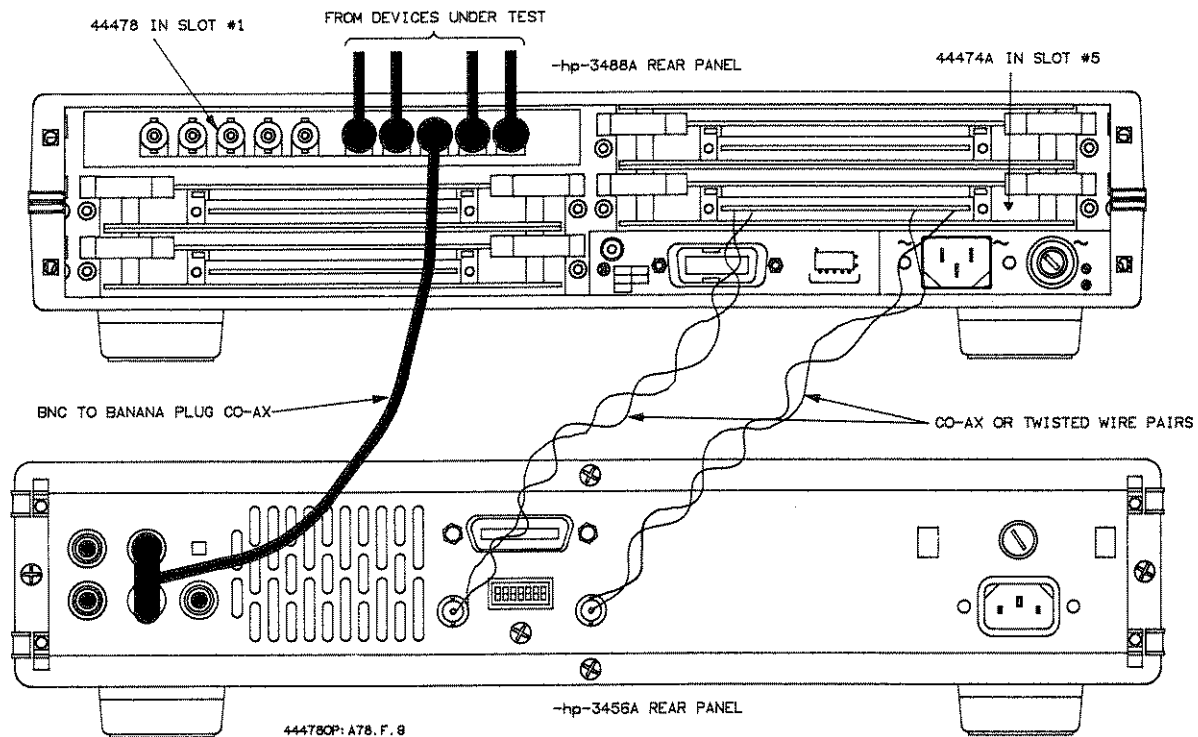 FROM DEVICES UNDER TEST
44478 IN SLOT #1
-hp-3488A REAR PANEL
44474A IN SLOT #5
BNC TO BANANA PLUG CO-AX
CO-AX OR TWISTED WIRE PAIRS
-hp-3456A REAR PANEL
44478OP: A78. F. 9